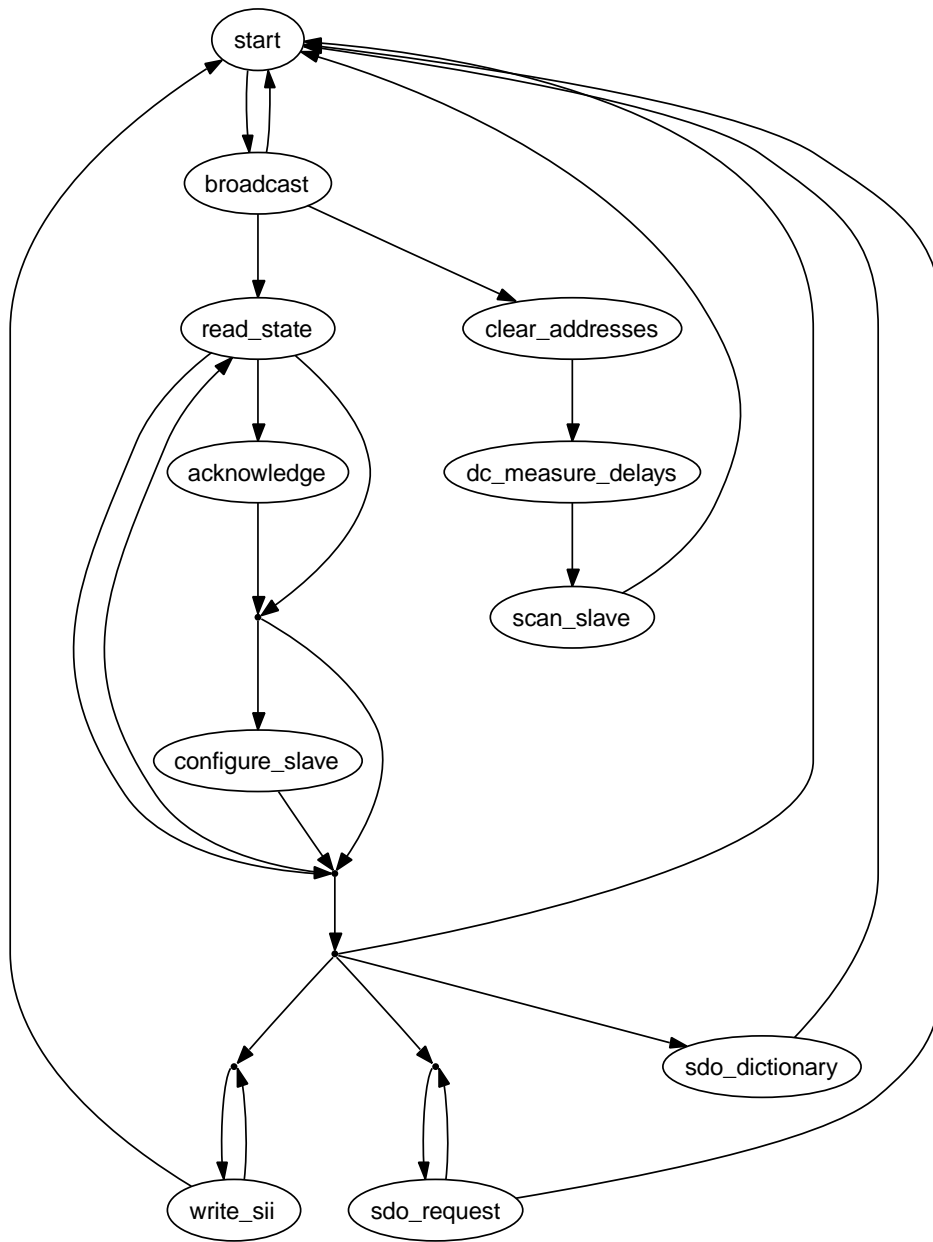 start
broadcast
read_state
clear_addresses
acknowledge
dc_measure_delays
scan_slave
configure_slave
sdo_dictionary
write_sii
sdo_request